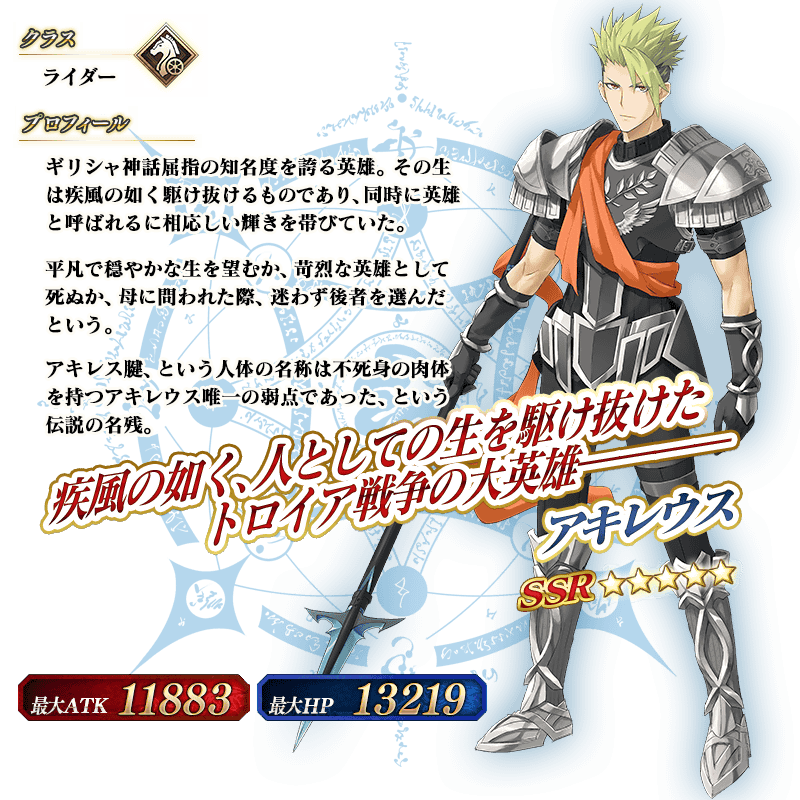 クラス
ライダー
プロフィール
ギリシャ神話屈指の知名度を誇る英雄。その生
は疾風の如く駆け抜けるものであり、同時に英雄
と呼ばれるに相応しい輝きを帯びていた。
平凡で穏やかな生を望むか、苛烈な英雄として
死ぬか、母に問われた際、迷わず後者を選んだ
という。
アキレス腱、という人体の名称は不死身の肉体
を持つアキレウス唯一の弱点であった、という
伝説の名残。
疾風の如く、人としての生を駆け抜けた
トロイア戦争の大英雄――
アキレウス
SSR ☆☆☆☆☆
最大ATK 11883
最大HP 13219